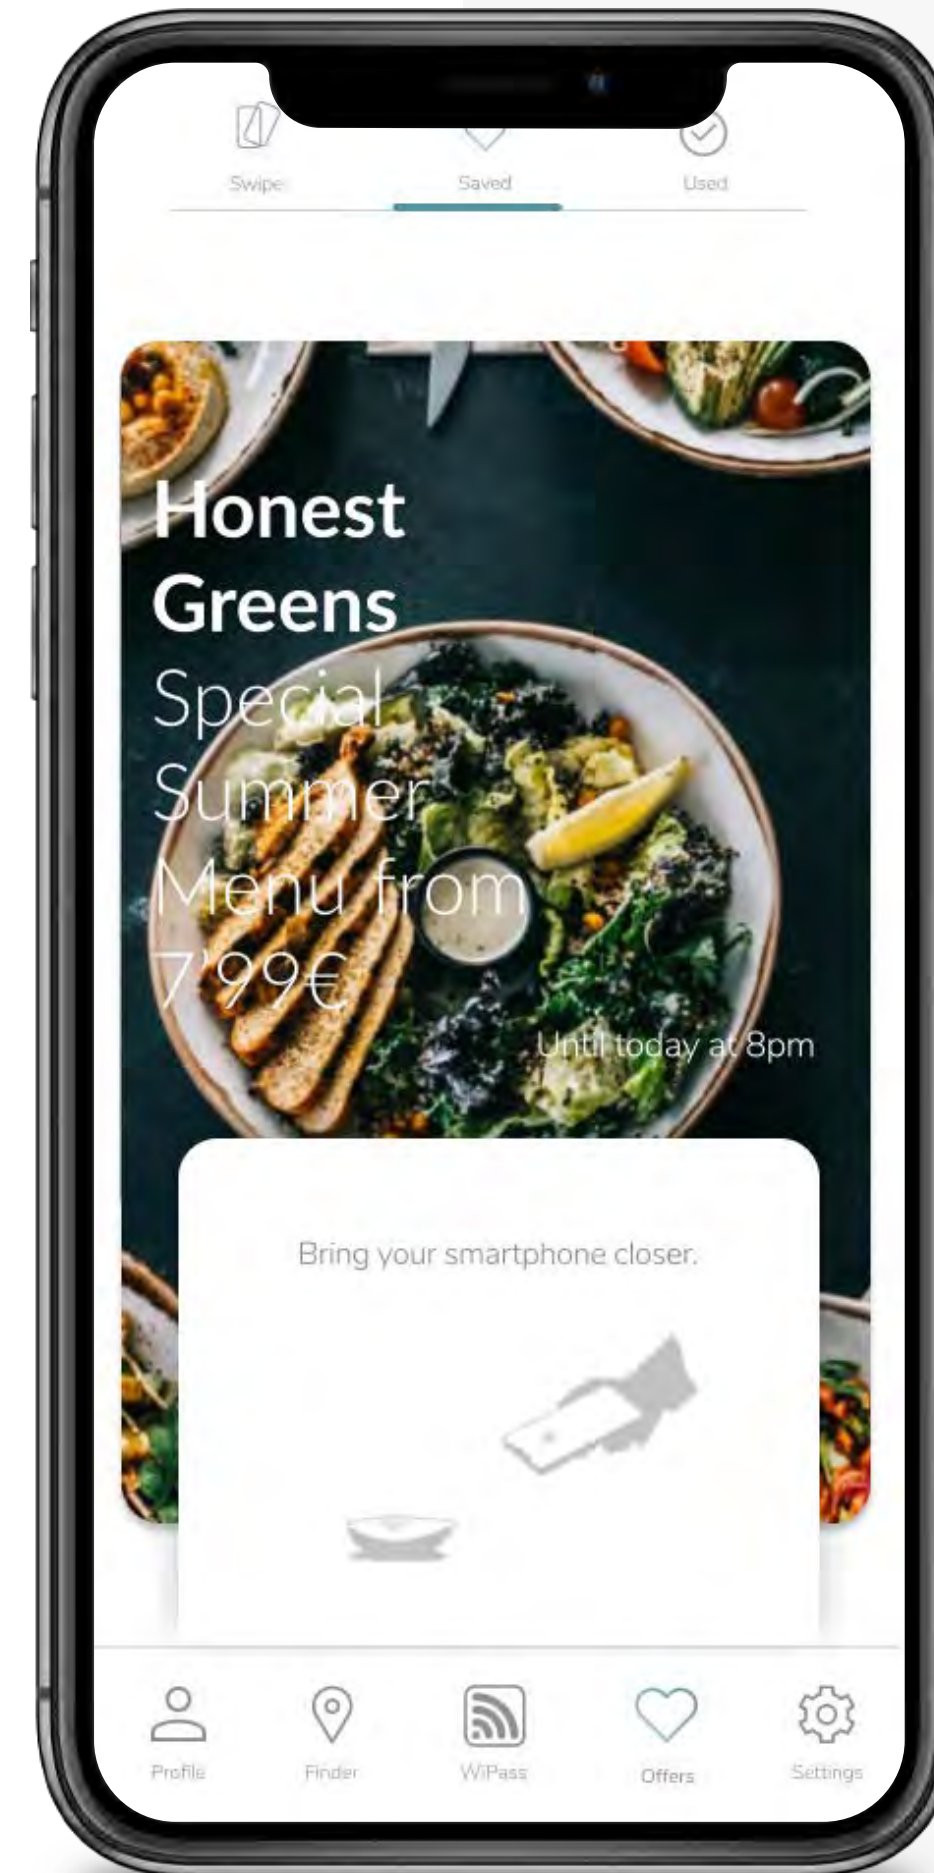 Swipe
Saved
Used
Honest
Greens
Special
Summer
Menu from
7'99€
Until today at 8pm
Bring your smartphone closer.
Profile
Finder
WiPass
Offers
Settings